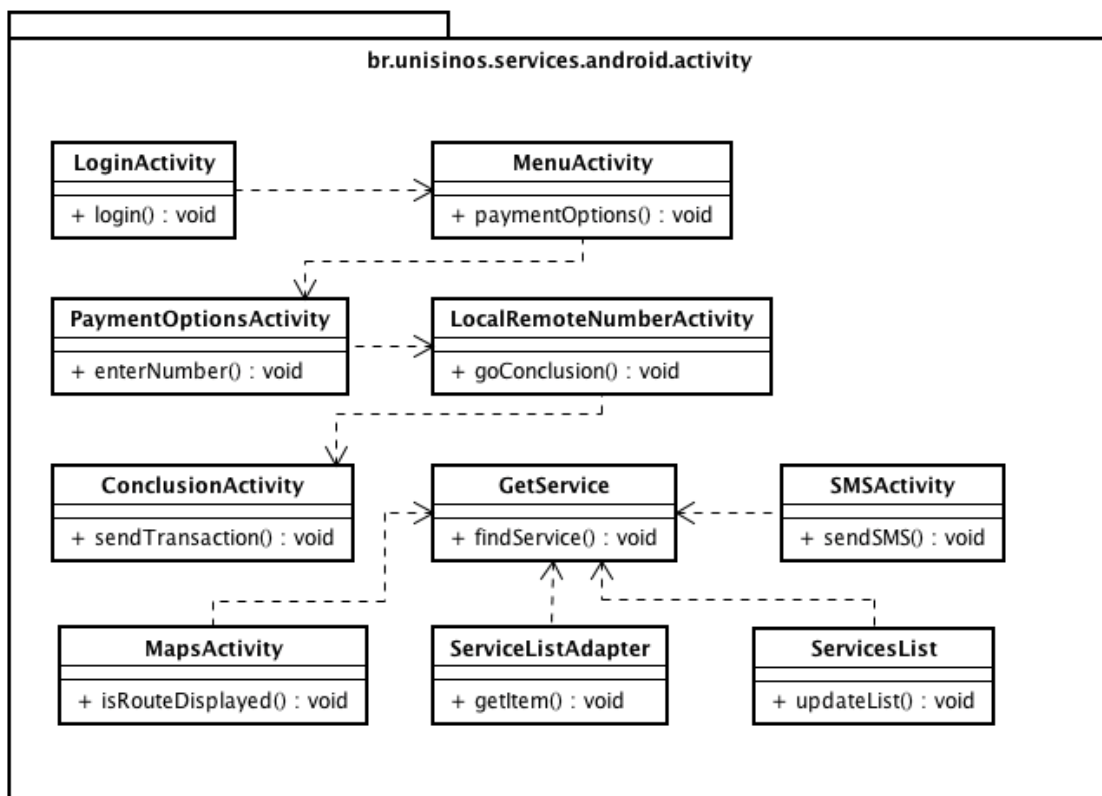 br.unisinos.services.android.activity
LoginActivity
+ login() : void
MenuActivity
+ paymentOptions() : void
PaymentOptionsActivity
+ enterNumber() : void
LocalRemoteNumberActivity
+ goConclusion() : void
ConclusionActivity
+ sendTransaction() : void
GetService
+ findService() : void
SMSActivity
+ sendSMS() : void
MapsActivity
+ isRouteDisplayed() : void
ServiceListAdapter
+ getItem() : void
ServicesList
+ updateList() : void